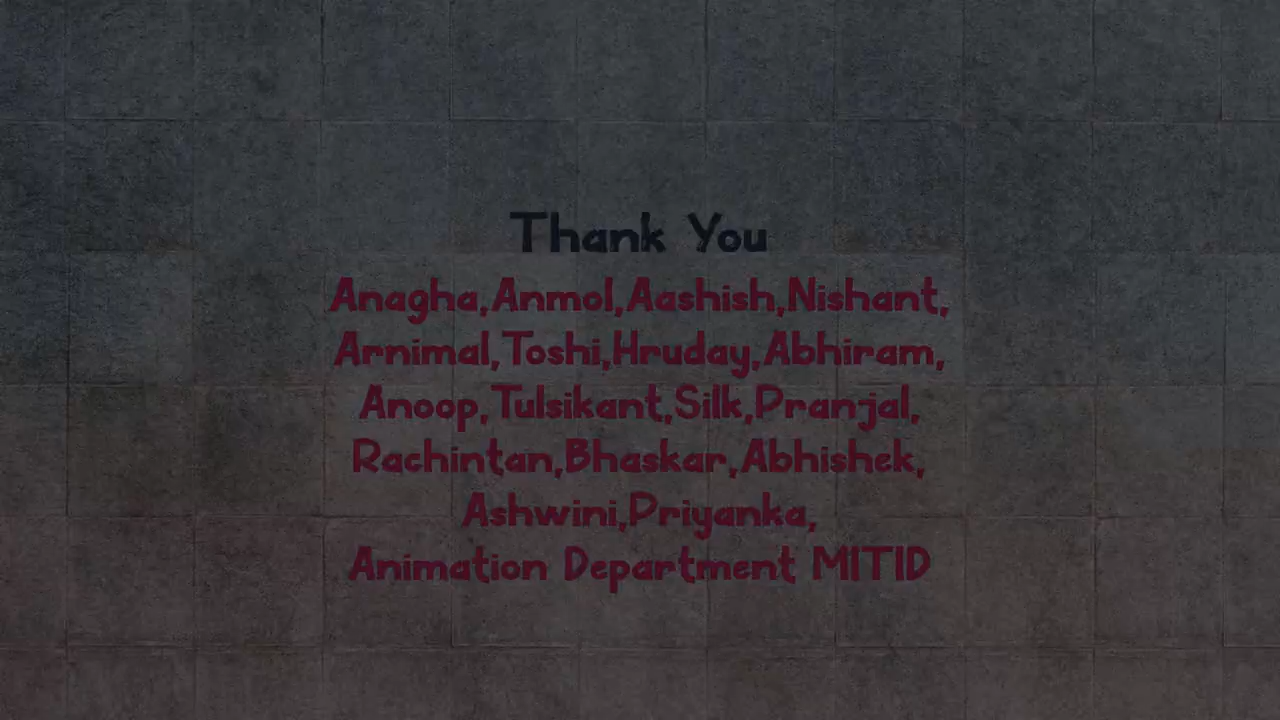 Thank You
Anagha,Anmol,Aashish,Nishant,
Arnimal,Toshi,Hruday,Abhiram,
Anoop,Tulsikant,Silk,Pranjal,
Rachintan,Bhaskar,Abhishek,
Ashwini,Priyanka,
Animation Department MITID